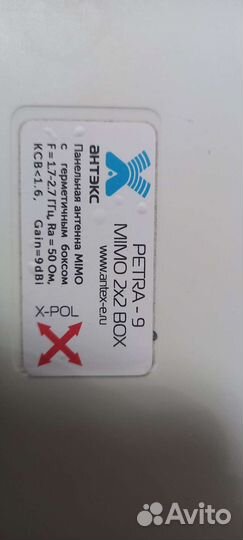 АНТЭКС
PETRA - 9
MIMO 2x2 BOX
www.antex-e.ru
Панельная антенна MIMO
с герметичным боксом
F=1.7-2.7 ГГц, Ra=50 Ом,
КСВ<1.6, Gain=9dBi
X-POL
Avito